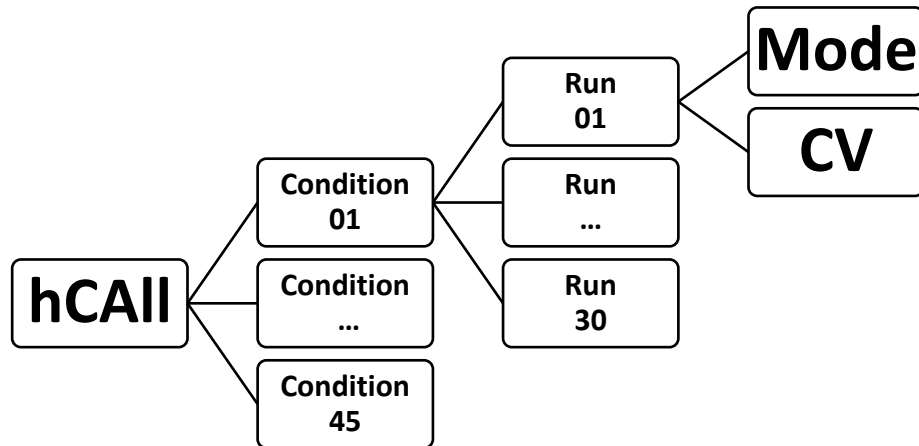 hCAll
Condition
01
Condition
...
Condition
45
Run
01
Run
...
Run
30
Mode
CV